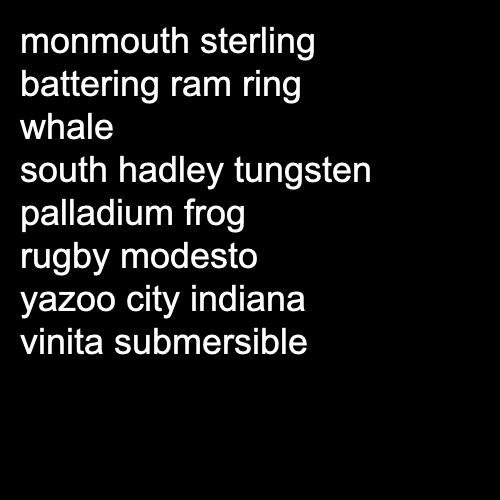 monmouth sterling
battering ram ring
whale
south hadley tungsten
palladium frog
rugby modesto
yazoo city indiana
vinita submersible